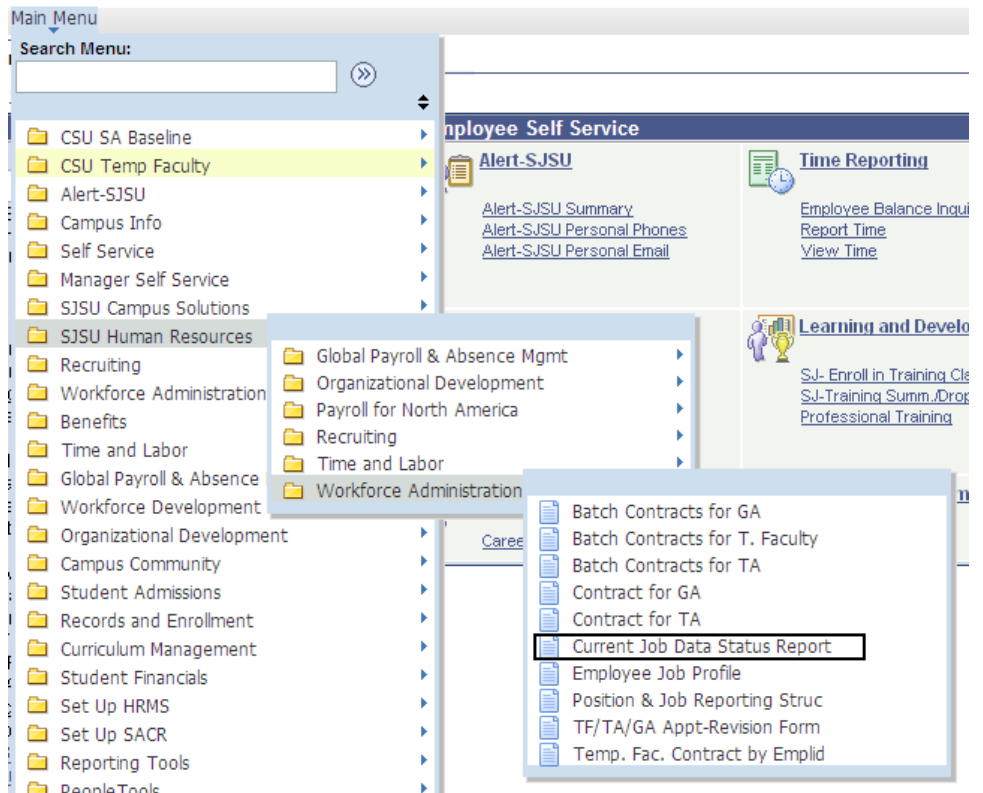 Main Menu
Search Menu:
CSU SA Baseline
CSU Temp Faculty
Alert-SJSU
Campus Info
Self Service
Manager Self Service
SJSU Campus Solutions
SJSU Human Resources
Recruiting
Workforce Administration
Benefits
Time and Labor
Global Payroll & Absence
Workforce Development
Organizational Development
Campus Community
Student Admissions
Records and Enrollment
Curriculum Management
Student Financials
Set Up HRMS
Set Up SACR
Reporting Tools
PeopleTools
Global Payroll & Absence Mgmt
Organizational Development
Payroll for North America
Recruiting
Time and Labor
Workforce Administration
Batch Contracts for GA
Batch Contracts for T. Faculty
Batch Contracts for TA
Contract for GA
Contract for TA
Current Job Data Status Report
Employee Job Profile
Position & Job Reporting Struc
TF/TA/GA Appt-Revision Form
Temp. Fac. Contract by Emplid
mployee Self Service
Alert-SJSU
Alert-SJSU Summary
Alert-SJSU Personal Phones
Alert-SJSU Personal Email
Time Reporting
Employee Balance Inqui
Report Time
View Time
Learning and Develo
SJ- Enroll in Training Cla
SJ-Training Summ./Drop
Professional Training
Caree